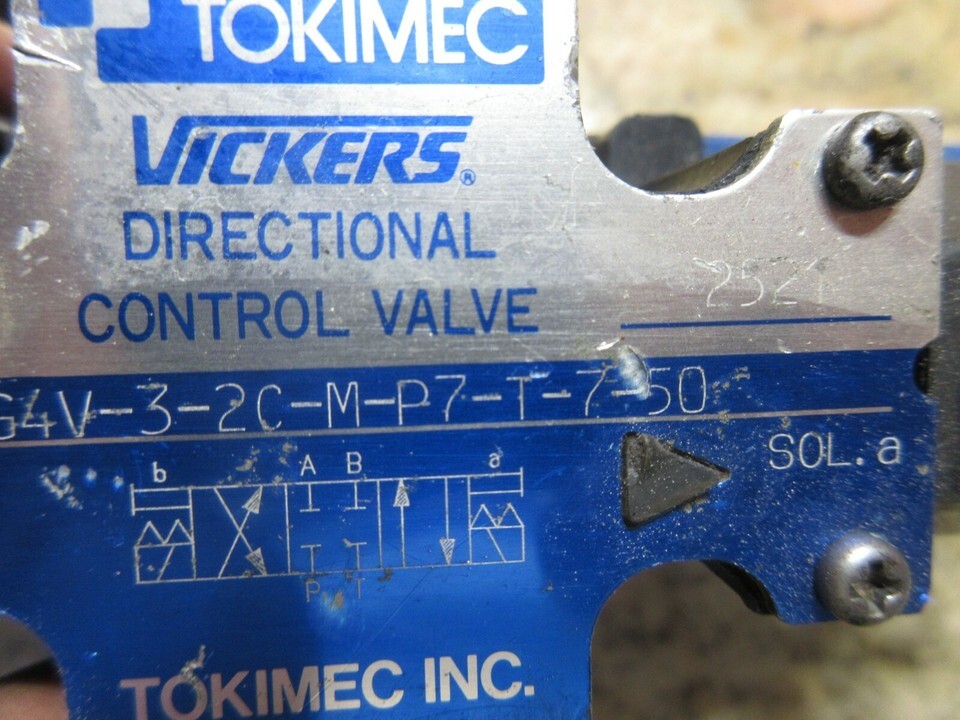 TOKIMEC
VICKERS®
DIRECTIONAL
CONTROL VALVE
2521
G4V-3-2C-M-P7-T-7-50
SOL.a
b A B a
P T
TOKIMEC INC.